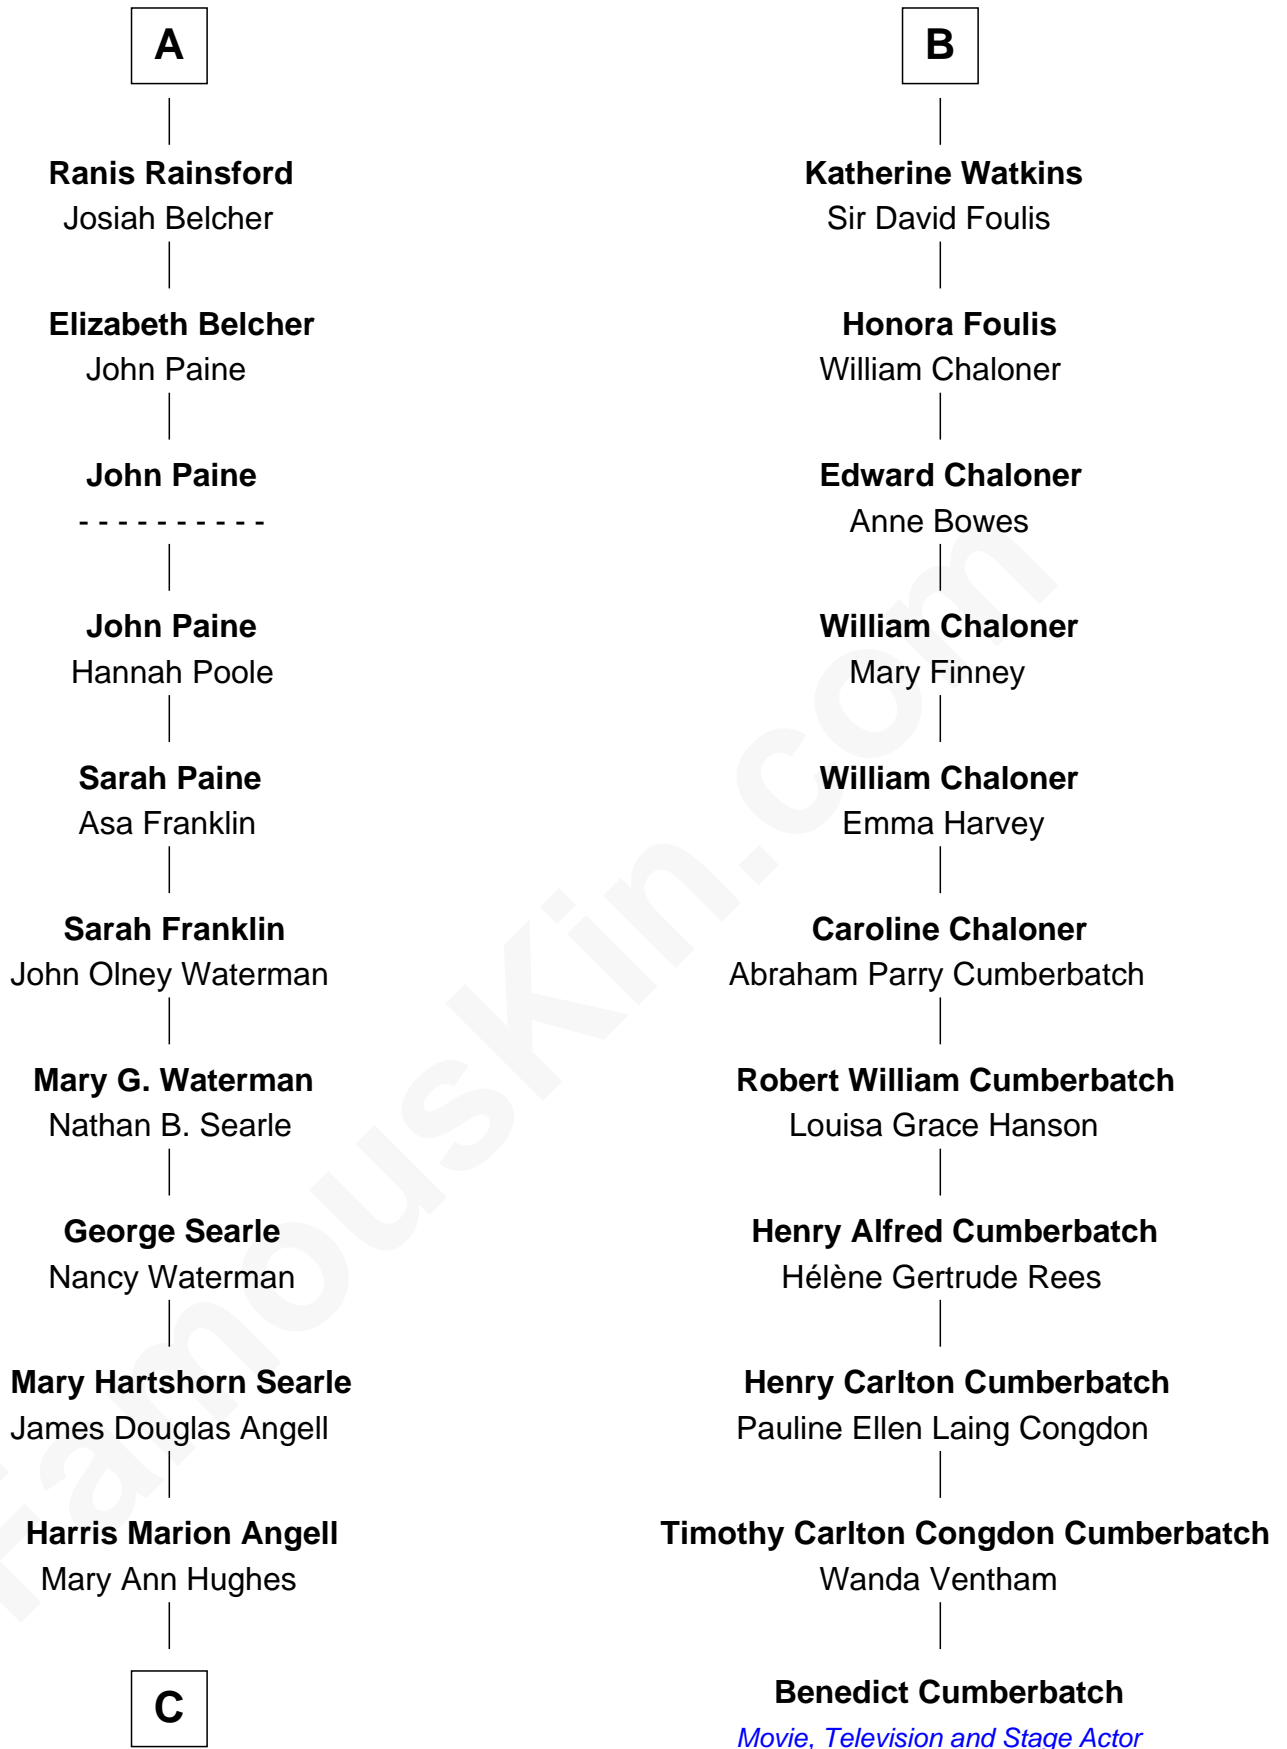 A
Ranis Rainsford
Josiah Belcher
Elizabeth Belcher
John Paine
John Paine
- - - - - - - - - -
John Paine
Hannah Poole
Sarah Paine
Asa Franklin
Sarah Franklin
John Olney Waterman
Mary G. Waterman
Nathan B. Searle
George Searle
Nancy Waterman
Mary Hartshorn Searle
James Douglas Angell
Harris Marion Angell
Mary Ann Hughes
C
B
Katherine Watkins
Sir David Foulis
Honora Foulis
William Chaloner
Edward Chaloner
Anne Bowes
William Chaloner
Mary Finney
William Chaloner
Emma Harvey
Caroline Chaloner
Abraham Parry Cumberbatch
Robert William Cumberbatch
Louisa Grace Hanson
Henry Alfred Cumberbatch
Hélène Gertrude Rees
Henry Carlton Cumberbatch
Pauline Ellen Laing Congdon
Timothy Carlton Congdon Cumberbatch
Wanda Ventham
Benedict Cumberbatch
Movie, Television and Stage Actor
FamousKin.com